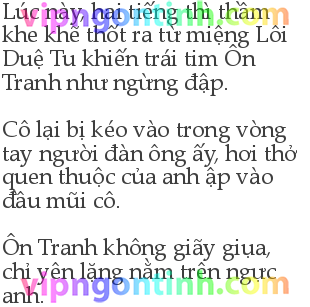 vipngontinh.com
Lúc này, hai tiếng thì thầm
khe khẽ thốt ra từ miệng Lôi
Duệ Tu khiến trái tim Ôn
Tranh như ngừng đập.
Cô lại bị kéo vào trong vòng
tay người đàn ông ấy, hơi thở
quen thuộc của anh ập vào
đầu mũi cô.
Ôn Tranh không giãy giụa,
chỉ yên lặng nằm trên ngực
anh.
vipngontinh.com